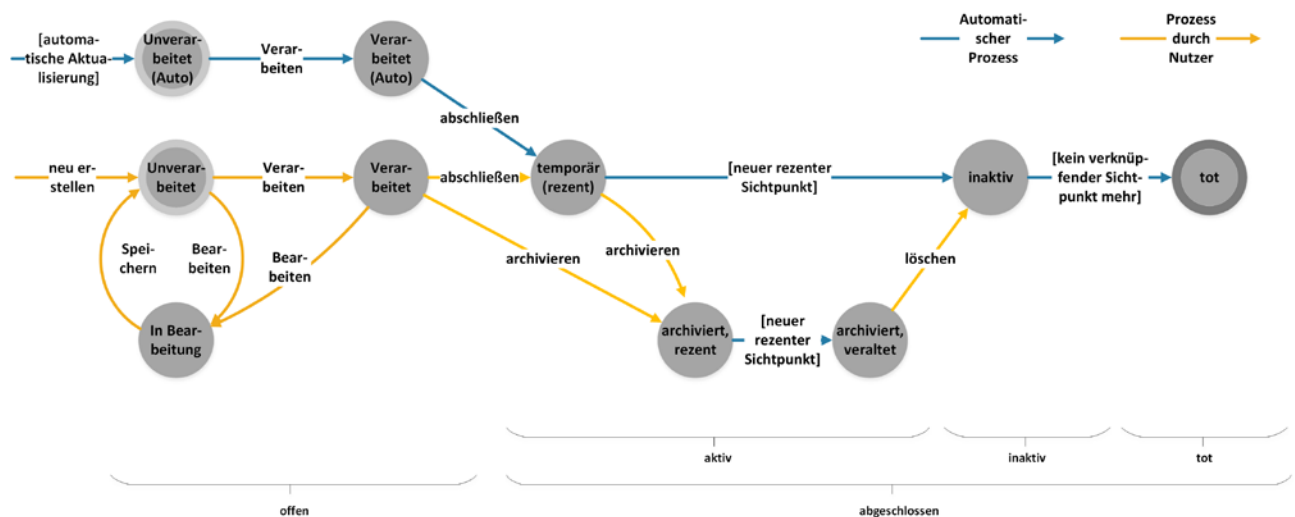 [automa-
tische Aktua-
lisierung]
Unverar-
beitet
(Auto)
Verar-
beiten
Verar-
beitet
(Auto)
Automati-
scher
Prozess
Prozess
durch
Nutzer
abschließen
neu er-
stellen
Unverar-
beitet
Verar-
beiten
Verar-
beitet
abschließen
temporär
(rezent)
[neuer rezenter
Sichtpunkt]
inaktiv
[kein verknüp-
fender Sicht-
punkt mehr]
tot
Spei-
chern
Bear-
beiten
Bear-
beiten
archivieren
archivieren
löschen
In Bear-
beitung
archiviert,
rezent
[neuer
rezenter
Sichtpunkt]
archiviert,
veraltet
aktiv
inaktiv
tot
offen
abgeschlossen